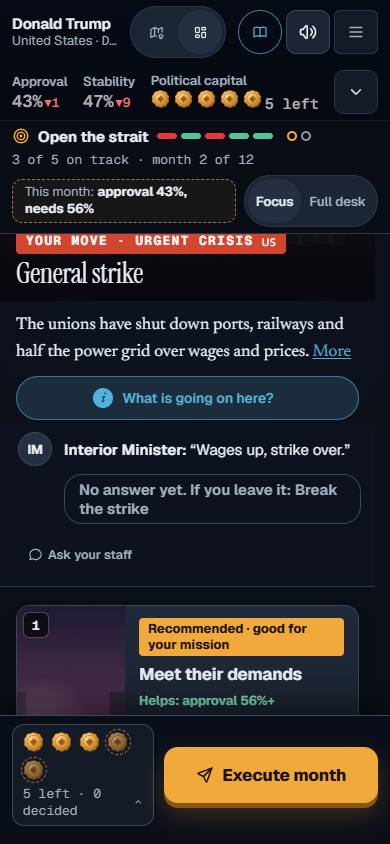 Donald Trump
United States · D...
Approval
Stability
Political capital
43%▾1
47%▾9
5 left
Open the strait
3 of 5 on track · month 2 of 12
This month: approval 43%,
needs 56%
Focus
Full desk
YOUR MOVE · URGENT CRISIS US
General strike
The unions have shut down ports, railways and
half the power grid over wages and prices. More
i What is going on here?
IM
Interior Minister: “Wages up, strike over.”
No answer yet. If you leave it: Break
the strike
Ask your staff
1
Recommended · good for
your mission
Meet their demands
Helps: approval 56%+
5 left · 0
decided
Execute month